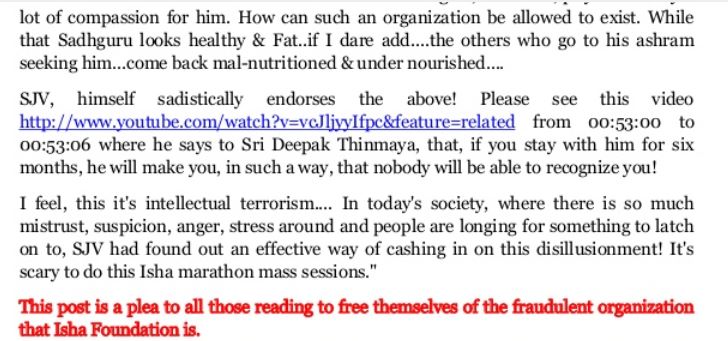 lot of compassion for him. How can such an organization be allowed to exist. While
that Sadhguru looks healthy & Fat..if I dare add....the others who go to his ashram
seeking him...come back mal-nutritioned & under nourished....
SJV, himself sadistically endorses the above! Please see this video
http://www.youtube.com/watch?v=vcJljyyIfpc&feature=related from 00:53:00 to
00:53:06 where he says to Sri Deepak Thinmaya, that, if you stay with him for six
months, he will make you, in such a way, that nobody will be able to recognize you!
I feel, this it's intellectual terrorism.... In today's society, where there is so much
mistrust, suspicion, anger, stress around and people are longing for something to latch
on to, SJV had found out an effective way of cashing in on this disillusionment! It's
scary to do this Isha marathon mass sessions."
This post is a plea to all those reading to free themselves of the fraudulent organization
that Isha Foundation is.